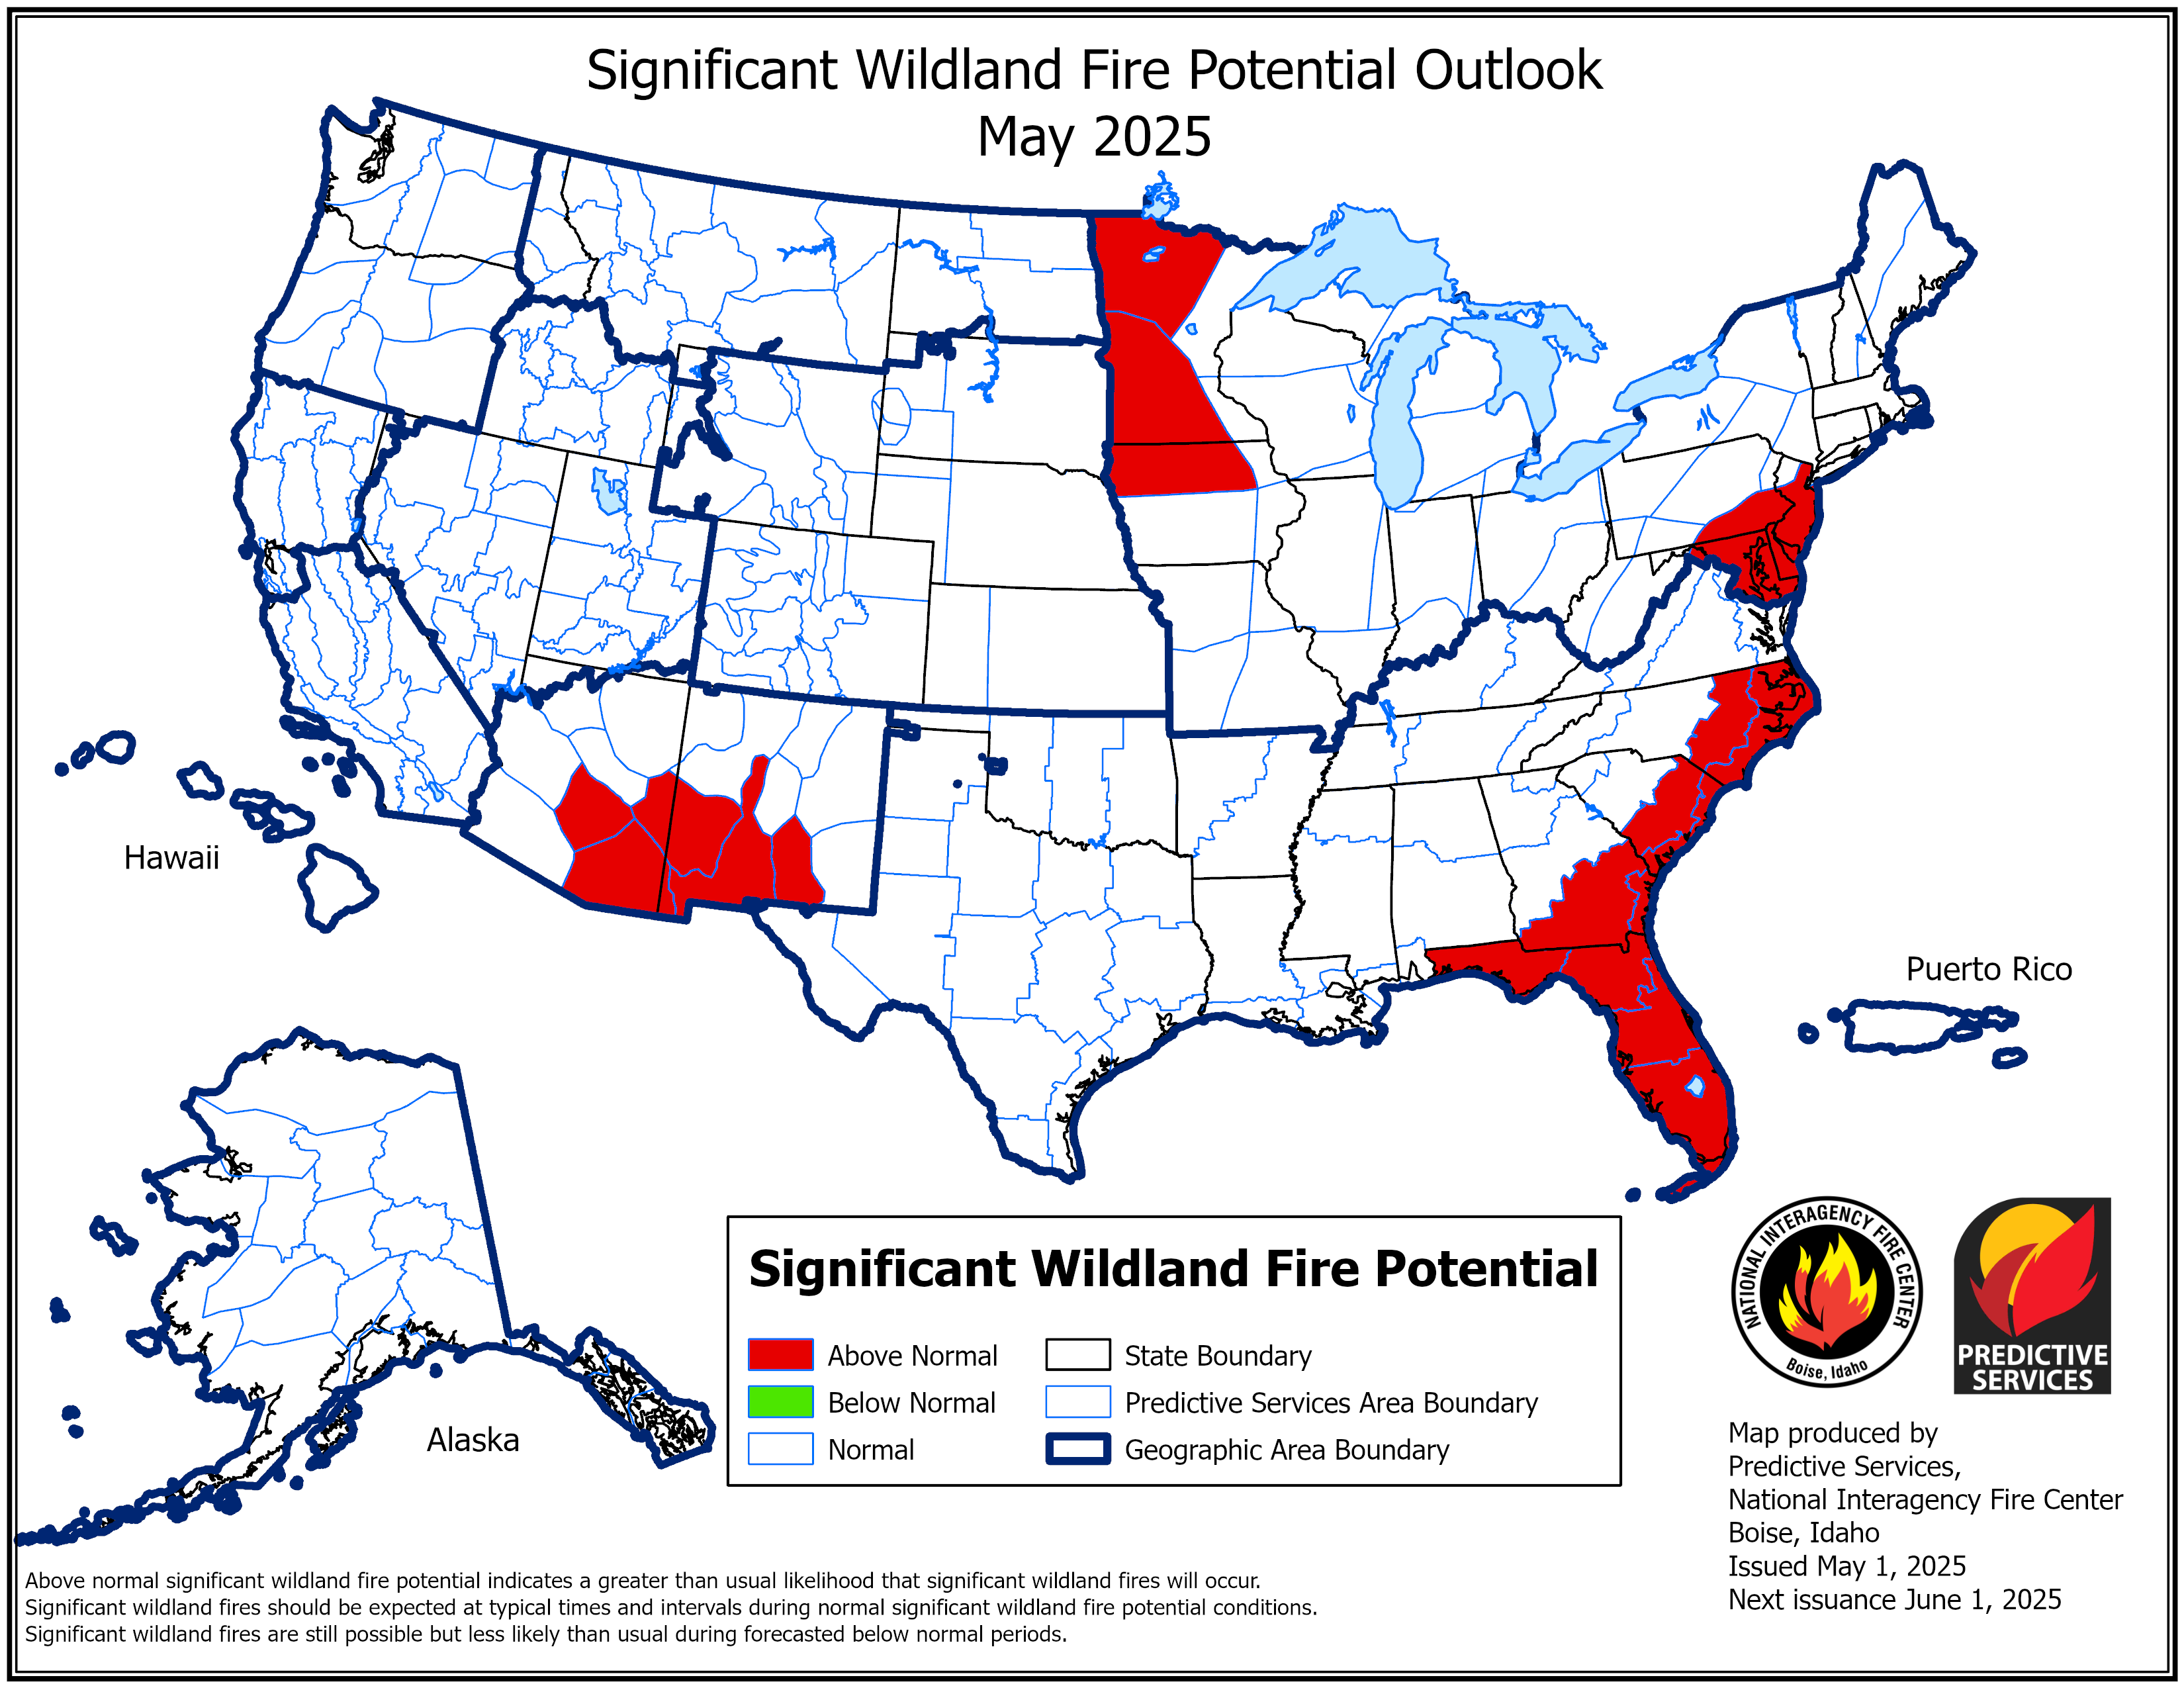 Significant Wildland Fire Potential Outlook
May 2025
Hawaii
Puerto Rico
Alaska
Significant Wildland Fire Potential
Above Normal
Below Normal
Normal
State Boundary
Predictive Services Area Boundary
Geographic Area Boundary
NATIONAL INTERAGENCY FIRE CENTER
Boise, Idaho
PREDICTIVE
SERVICES
Map produced by
Predictive Services,
National Interagency Fire Center
Boise, Idaho
Issued May 1, 2025
Next issuance June 1, 2025
Above normal significant wildland fire potential indicates a greater than usual likelihood that significant wildland fires will occur.
Significant wildland fires should be expected at typical times and intervals during normal significant wildland fire potential conditions.
Significant wildland fires are still possible but less likely than usual during forecasted below normal periods.